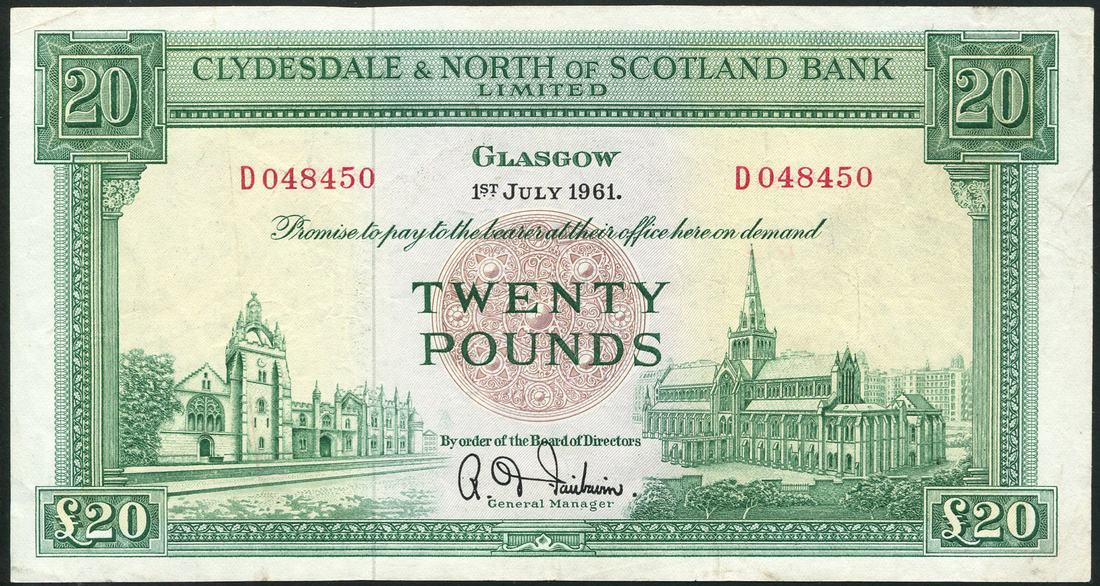 20 CLYDESDALE & NORTH OF SCOTLAND BANK 20
LIMITED
GLASGOW
D 048450 D 048450
1ST JULY 1961.
Promise to pay to the bearer at their office here on demand
TWENTY
POUNDS
By order of the Board of Directors
R. D. Fairbairn.
General Manager
£20 £20